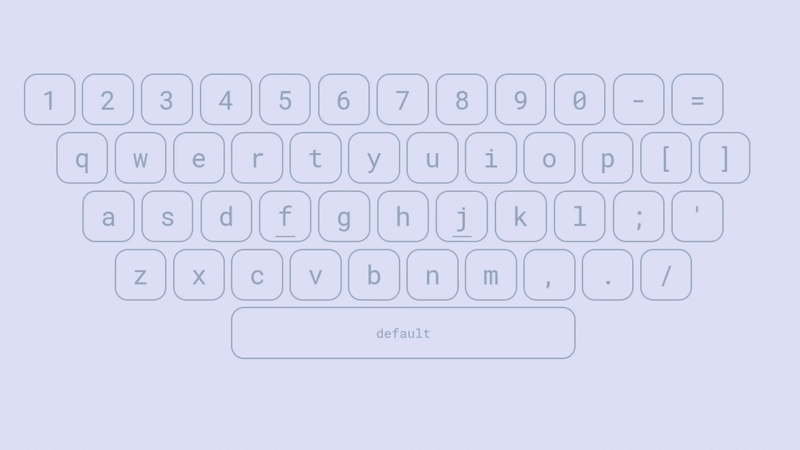 1 2 3 4 5 6 7 8 9 0 - =
q w e r t y u i o p [ ]
a s d f g h j k l ; '
z x c v b n m , . /
default